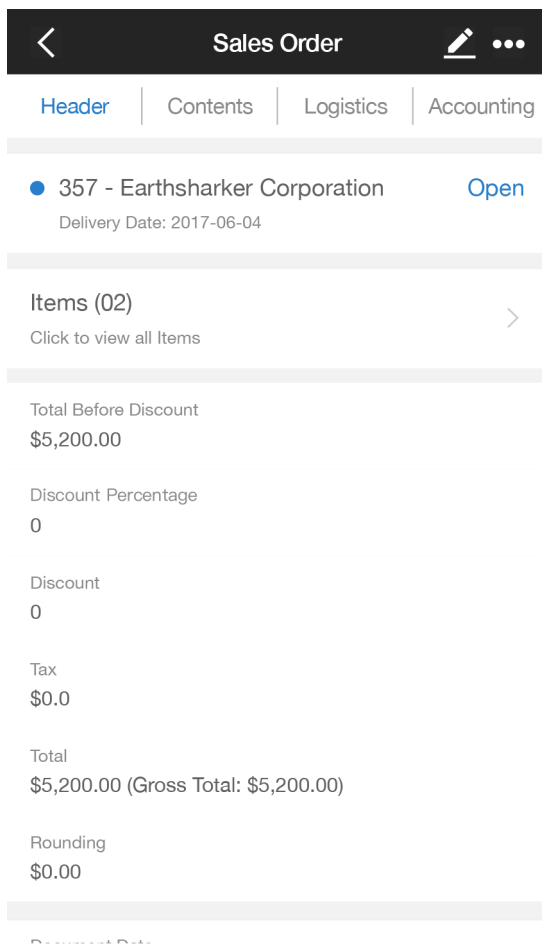 Sales Order
Header Contents Logistics Accounting
357 - Earthsharker Corporation Open
Delivery Date: 2017-06-04
Items (02)
Click to view all Items
Total Before Discount
$5,200.00
Discount Percentage
0
Discount
0
Tax
$0.0
Total
$5,200.00 (Gross Total: $5,200.00)
Rounding
$0.00
Document Date